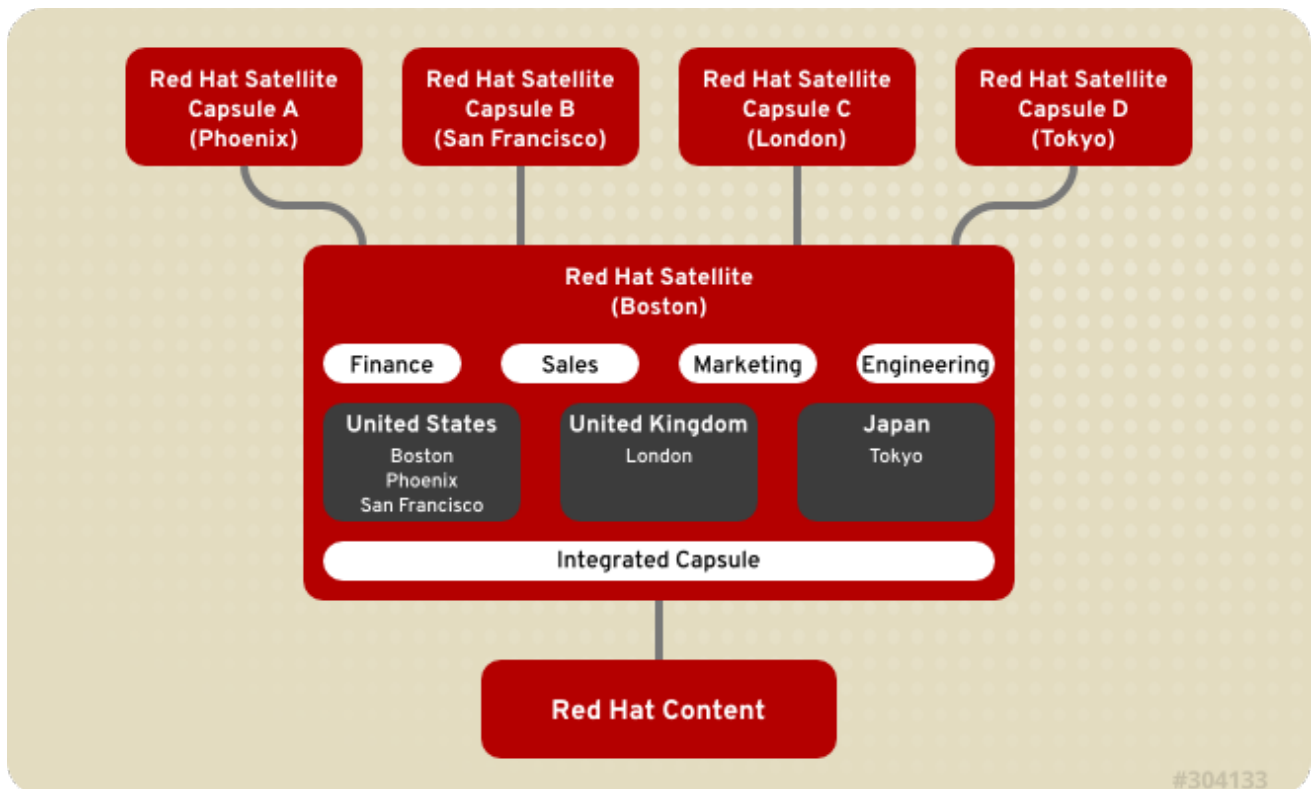 Red Hat Satellite
Capsule A
(Phoenix)
Red Hat Satellite
Capsule B
(San Francisco)
Red Hat Satellite
Capsule C
(London)
Red Hat Satellite
Capsule D
(Tokyo)
Red Hat Satellite
(Boston)
Finance
Sales
Marketing
Engineering
United States
Boston
Phoenix
San Francisco
United Kingdom
London
Japan
Tokyo
Integrated Capsule
Red Hat Content
#304133